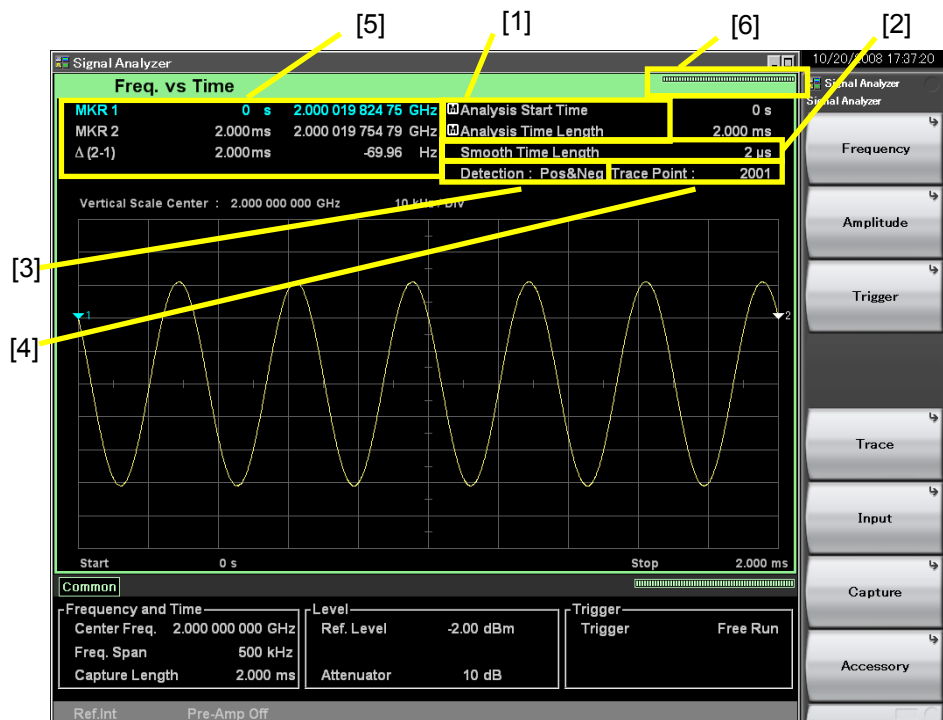 [5]
[1]
[6]
[2]
Signal Analyzer
10/20/2008 17:37:20
Freq. vs Time
Signal Analyzer
Signal Analyzer
MKR 1 0 s 2.000 019 824 75 GHz M Analysis Start Time 0 s
MKR 2 2.000ms 2.000 019 754 79 GHz M Analysis Time Length 2.000 ms
Δ (2-1) 2.000ms -69.96 Hz Smooth Time Length 2 µs
Detection : Pos&Neg Trace Point : 2001
Vertical Scale Center : 2.000 000 000 GHz 10 kHz / Div
[3]
[4]
1
2
Start 0 s Stop 2.000 ms
Frequency
Amplitude
Trigger
Trace
Input
Capture
Accessory
Common
Frequency and Time
Center Freq. 2.000 000 000 GHz
Freq. Span 500 kHz
Capture Length 2.000 ms
Level
Ref. Level -2.00 dBm
Attenuator 10 dB
Trigger
Trigger Free Run
Ref.Int Pre-Amp Off